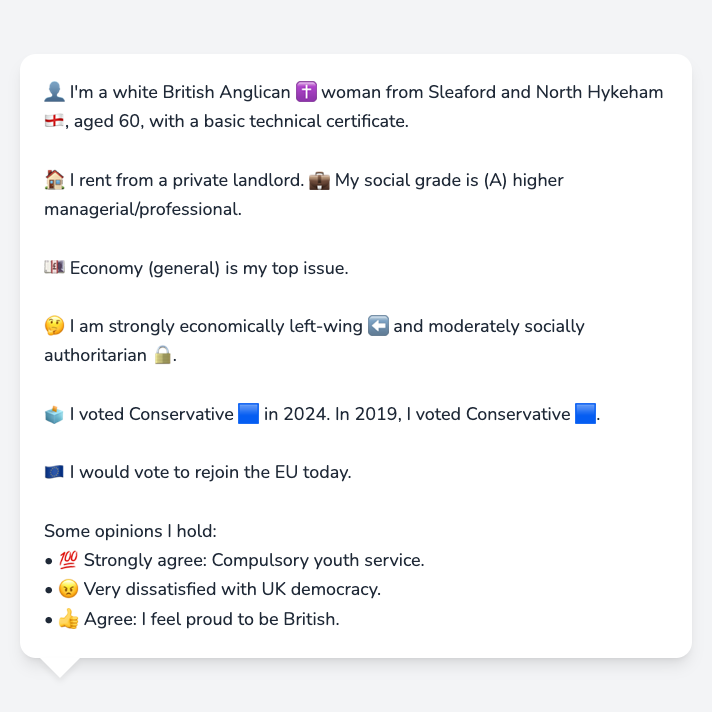 👤 I'm a white British Anglican ✝️ woman from Sleaford and North Hykeham
🏴󠁧󠁢󠁥󠁮󠁧󠁿, aged 60, with a basic technical certificate.
🏠 I rent from a private landlord. 💼 My social grade is (A) higher
managerial/professional.
💷 Economy (general) is my top issue.
🤔 I am strongly economically left-wing ⬅️ and moderately socially
authoritarian 🔒.
🗳️ I voted Conservative 🟦 in 2024. In 2019, I voted Conservative 🟦.
🇪🇺 I would vote to rejoin the EU today.
Some opinions I hold:
• 💯 Strongly agree: Compulsory youth service.
• 😠 Very dissatisfied with UK democracy.
• 👍 Agree: I feel proud to be British.